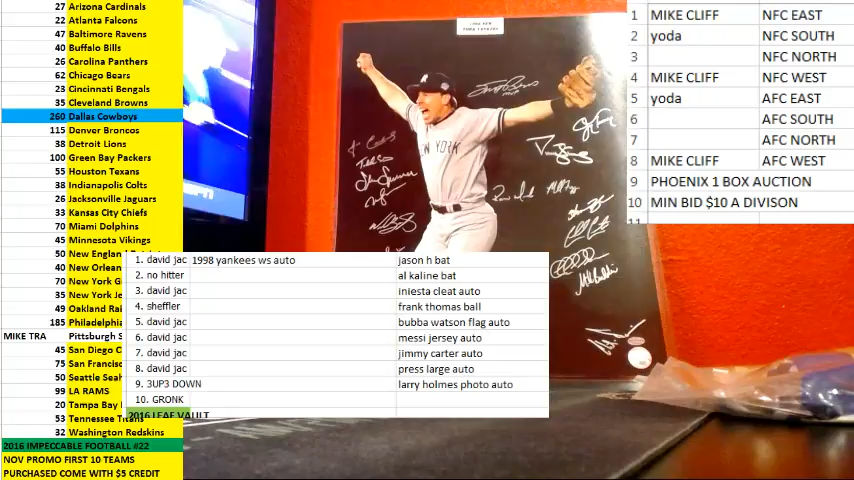 27 Arizona Cardinals
22 Atlanta Falcons
47 Baltimore Ravens
40 Buffalo Bills
26 Carolina Panthers
62 Chicago Bears
23 Cincinnati Bengals
35 Cleveland Browns
260 Dallas Cowboys
115 Denver Broncos
38 Detroit Lions
100 Green Bay Packers
55 Houston Texans
38 Indianapolis Colts
26 Jacksonville Jaguars
33 Kansas City Chiefs
70 Miami Dolphins
45 Minnesota Vikings
50 New England
40 New Orlean
70 New York G
35 New York Je
49 Oakland Rai
185 Philadelphia
MIKE TRA Pittsburgh S
45 San Diego C
75 San Francisc
50 Seattle Seah
99 LA RAMS
20 Tampa Bay
53 Tennessee Titans
32 Washington Redskins
2016 IMPECCABLE FOOTBALL #22
NOV PROMO FIRST 10 TEAMS
PURCHASED COME WITH $5 CREDIT
NEW YORK
1. david jac 1998 yankees ws auto jason h bat
2. no hitter al kaline bat
3. david jac iniesta cleat auto
4. sheffler frank thomas ball
5. david jac bubba watson flag auto
6. david jac messi jersey auto
7. david jac jimmy carter auto
8. david jac press large auto
9. 3UP3 DOWN larry holmes photo auto
10. GRONK
2016 LEAF VAULT
1 MIKE CLIFF NFC EAST
2 yoda NFC SOUTH
3 NFC NORTH
4 MIKE CLIFF NFC WEST
5 yoda AFC EAST
6 AFC SOUTH
7 AFC NORTH
8 MIKE CLIFF AFC WEST
9 PHOENIX 1 BOX AUCTION
10 MIN BID $10 A DIVISON
11